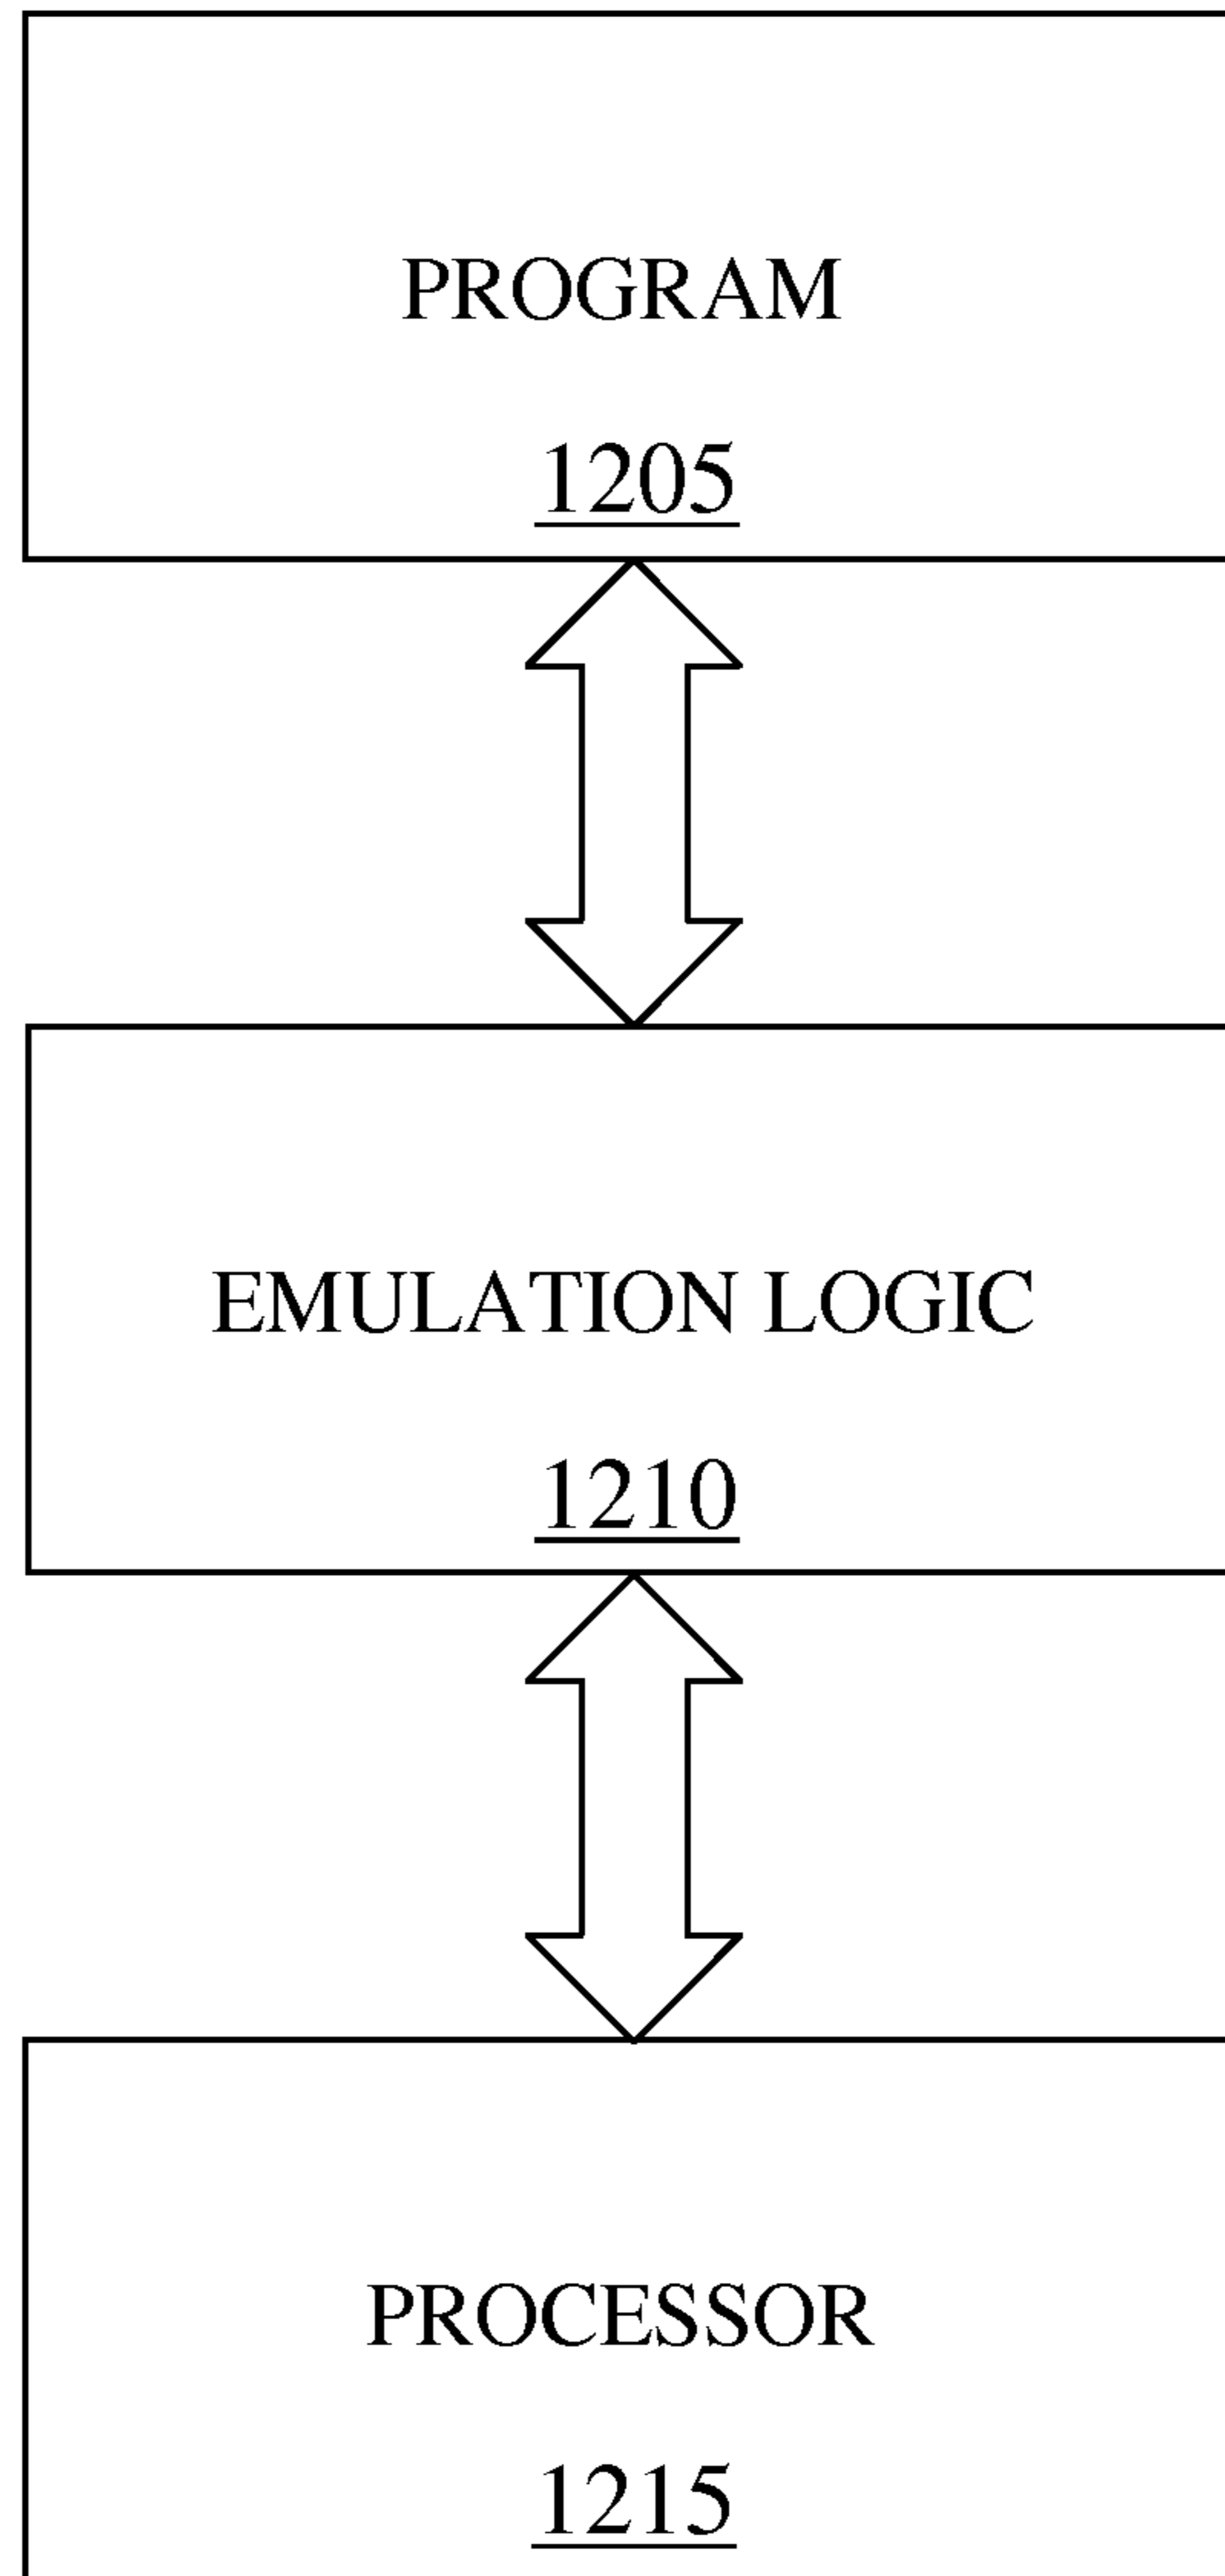 PROGRAM
1205
EMULATION LOGIC
1210
PROCESSOR
1215